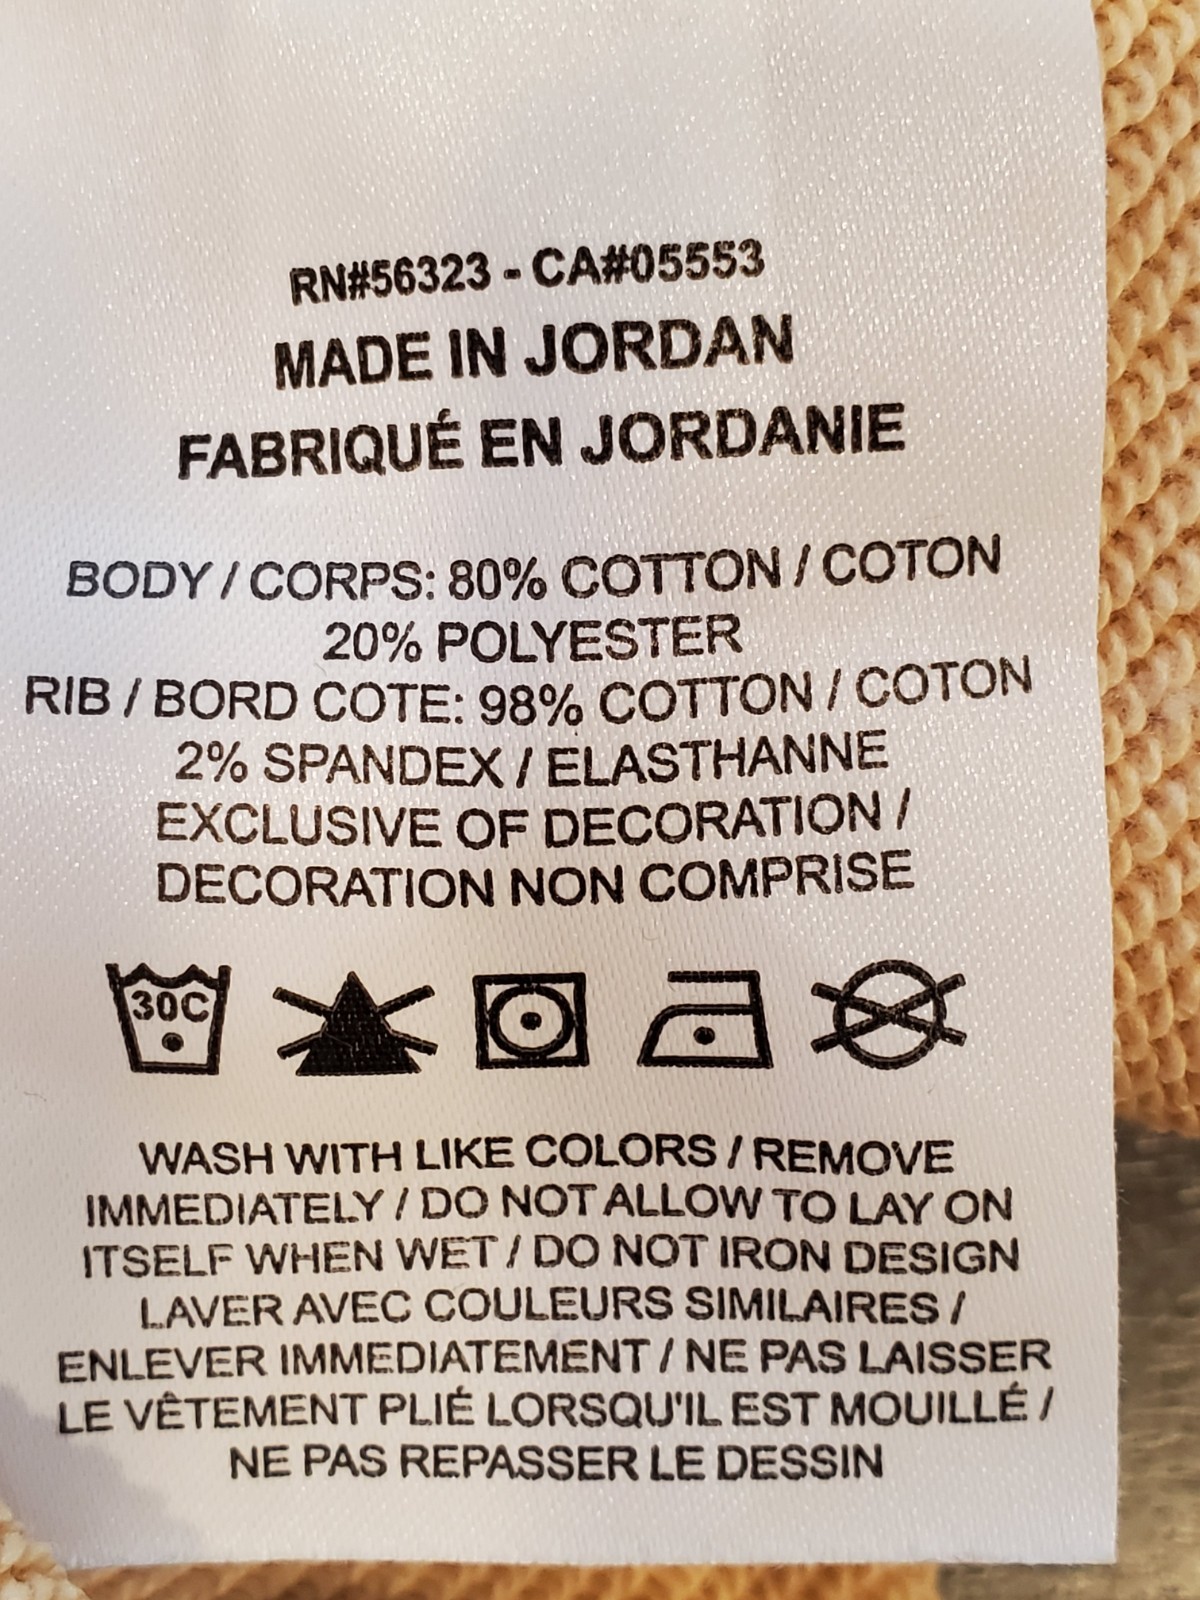 RN#56323 - CA#05553
MADE IN JORDAN
FABRIQUÉ EN JORDANIE
BODY / CORPS: 80% COTTON / COTON
20% POLYESTER
RIB / BORD COTE: 98% COTTON / COTON
2% SPANDEX / ELASTHANNE
EXCLUSIVE OF DECORATION /
DECORATION NON COMPRISE
30C
WASH WITH LIKE COLORS / REMOVE
IMMEDIATELY / DO NOT ALLOW TO LAY ON
ITSELF WHEN WET / DO NOT IRON DESIGN
LAVER AVEC COULEURS SIMILAIRES /
ENLEVER IMMEDIATEMENT / NE PAS LAISSER
LE VÊTEMENT PLIÉ LORSQU'IL EST MOUILLÉ /
NE PAS REPASSER LE DESSIN